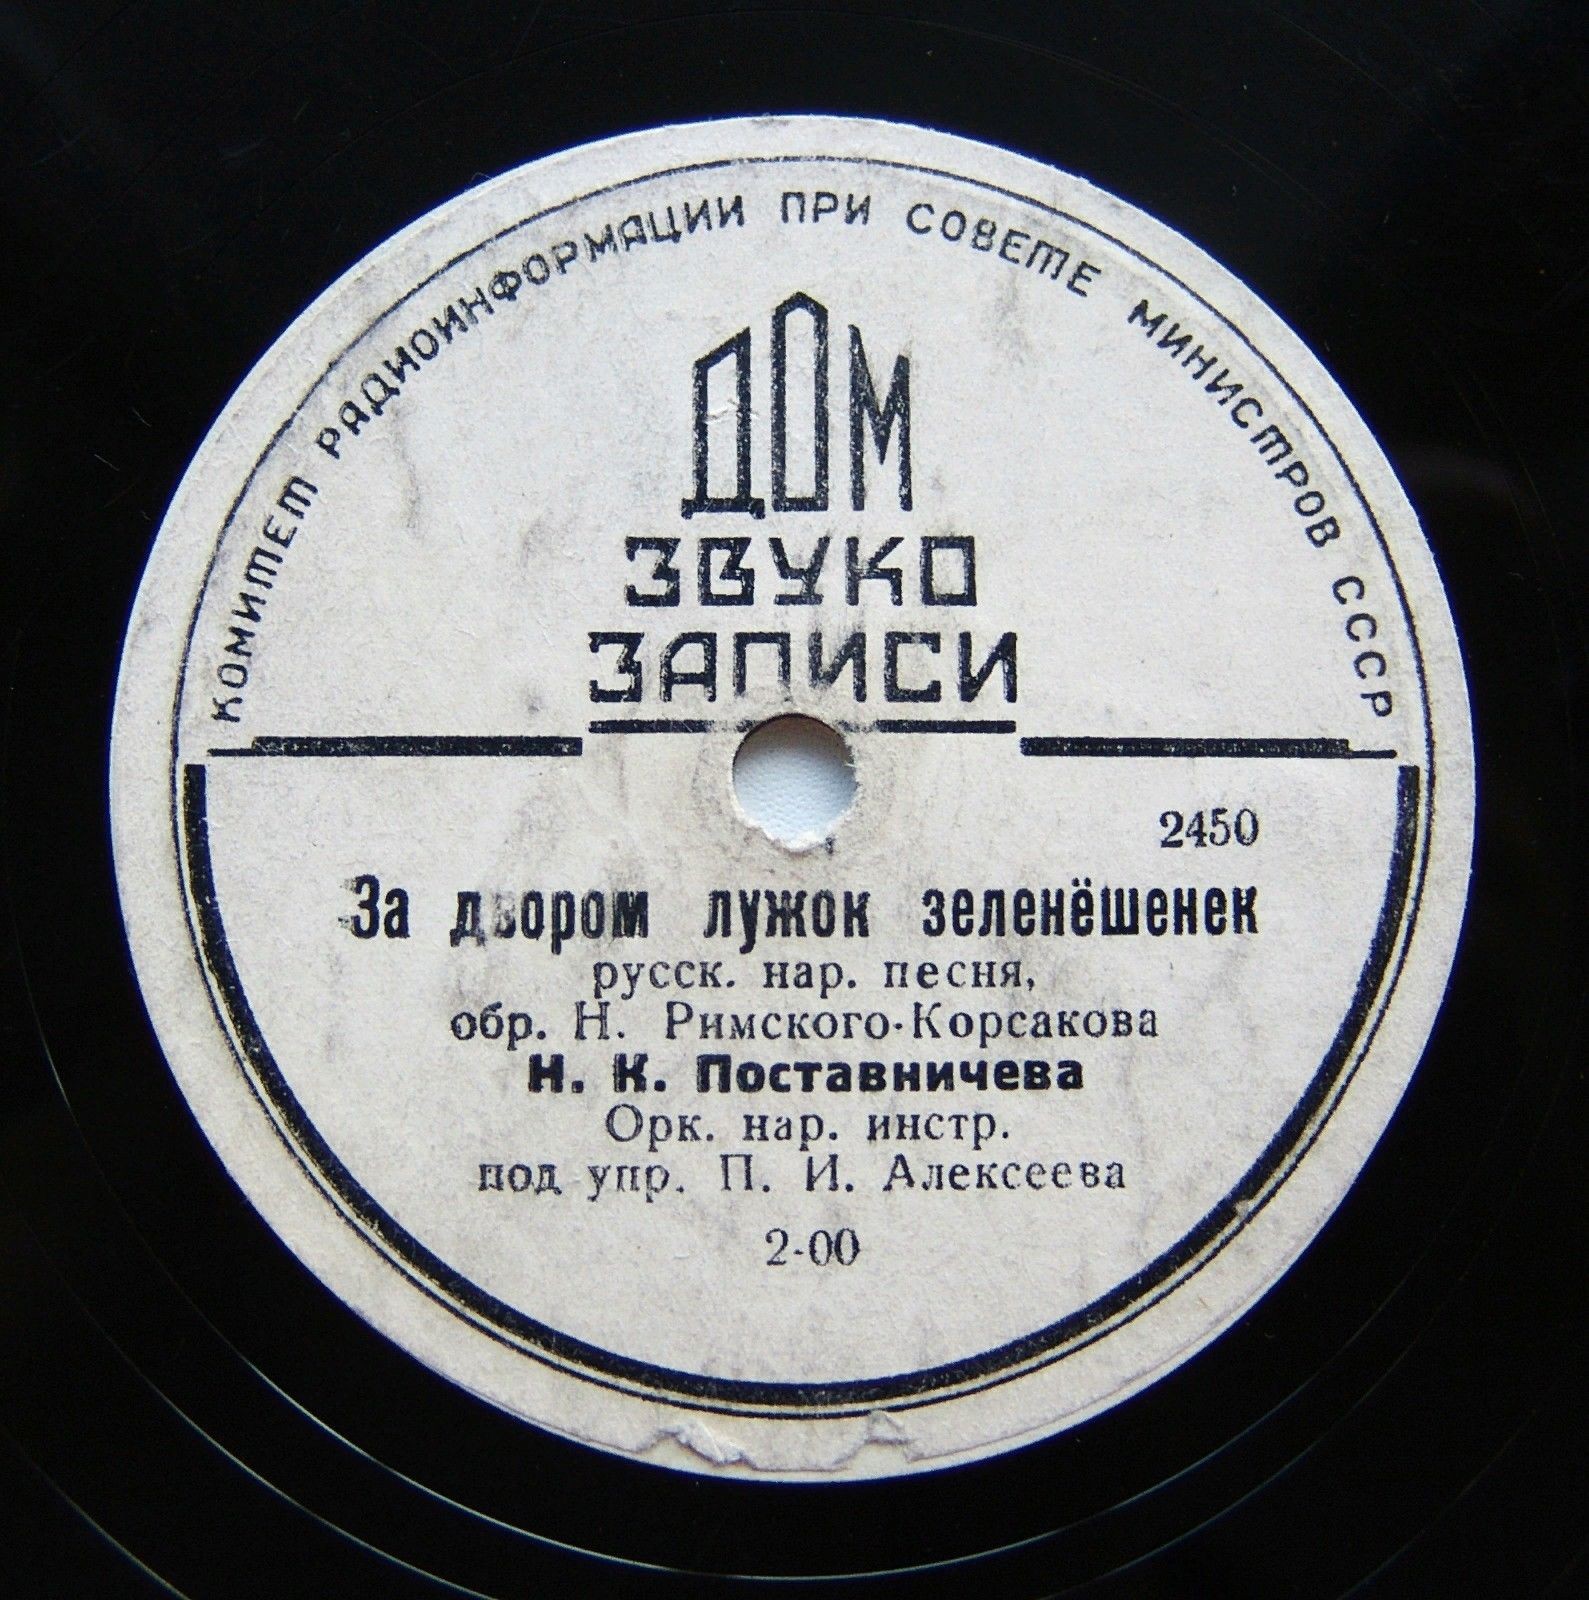 КОМИТЕТ РАДИОИНФОРМАЦИИ ПРИ СОВЕТЕ МИНИСТРОВ СССР
ДОМ
ЗВУКО
ЗАПИСИ
2450
За двором лужок зеленёшенек
русск. нар. песня,
обр. Н. Римского-Корсакова
Н. К. Поставничева
Орк. нар. инстр.
под упр. П. И. Алексеева
2-00